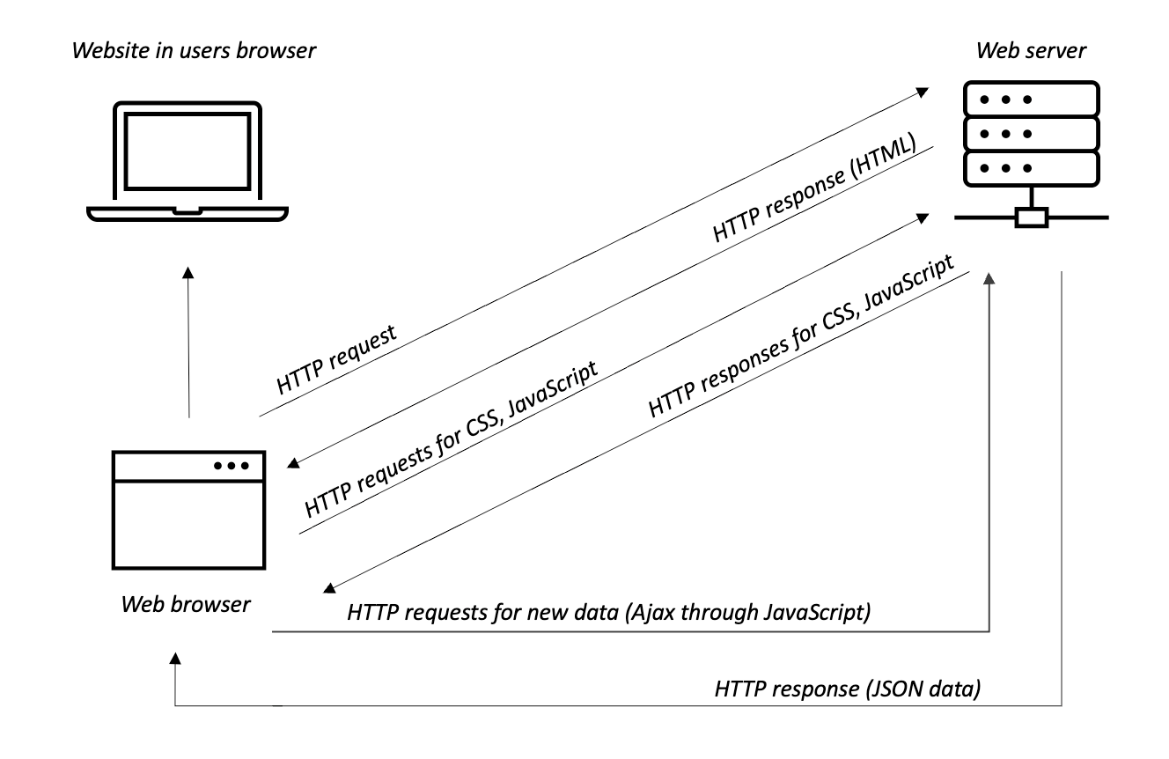 Website in users browser
Web server
HTTP request
HTTP response (HTML)
HTTP requests for CSS, JavaScript
HTTP responses for CSS, JavaScript
Web browser
HTTP requests for new data (Ajax through JavaScript)
HTTP response (JSON data)